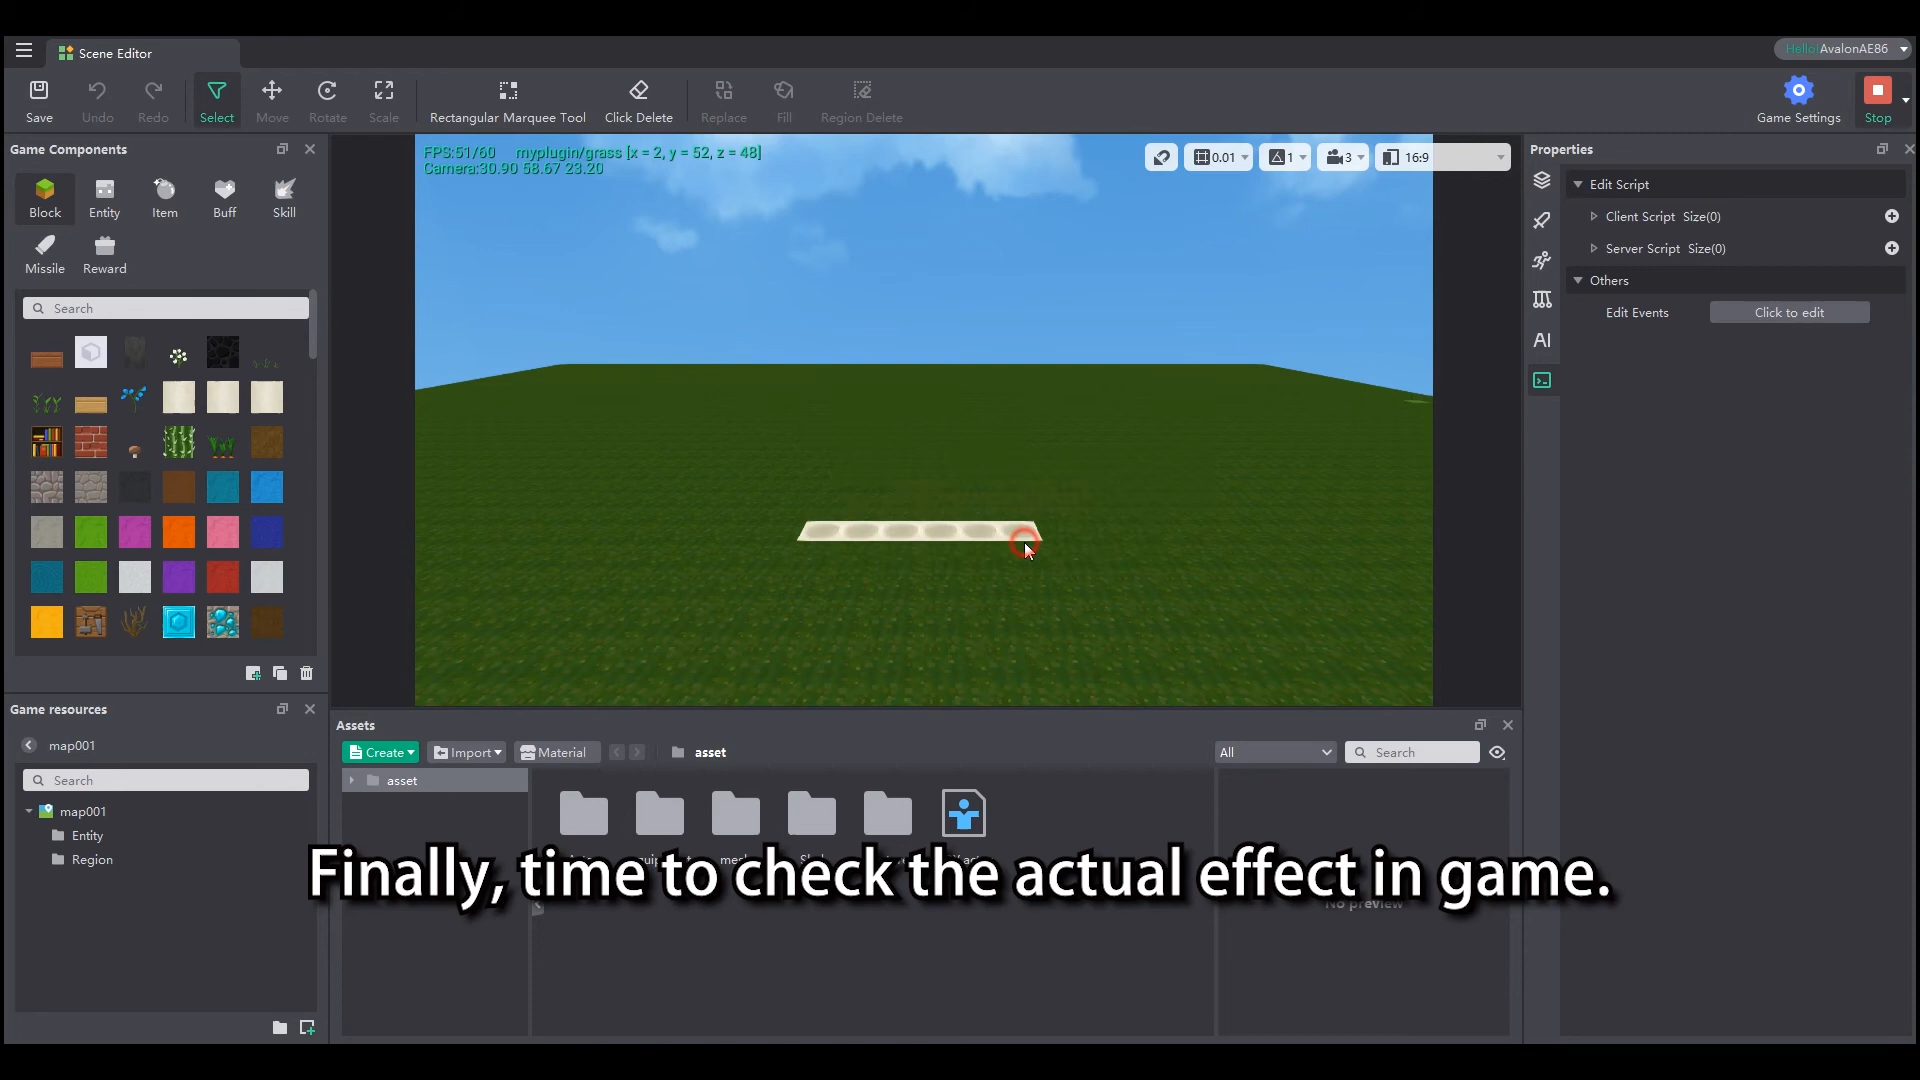 Scene Editor
Hello! AvalonAE86
Save
Undo
Redo
Select
Move
Rotate
Scale
Rectangular Marquee Tool
Click Delete
Replace
Fill
Region Delete
Game Settings
Stop
Game Components
Block
Entity
Item
Buff
Skill
Missile
Reward
Search
FPS:51/60 myplugin/grass [x = 2, y = 52, z = 48]
Camera:30.90 58.67 23.20
0.01
1
3
16:9
Properties
Edit Script
Client Script Size(0)
Server Script Size(0)
Others
Edit Events
Click to edit
AI
Game resources
map001
Search
map001
Entity
Region
Assets
Create
Import
Material
asset
All
Search
asset
Finally, time to check the actual effect in game.
No preview